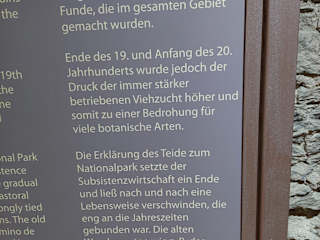 Funde, die im gesamten Gebiet
gemacht wurden.
the
Ende des 19. und Anfang des 20.
19th
Jahrhunderts wurde jedoch der
the
Druck der immer stärker
betriebenen Viehzucht höher und
somit zu einer Bedrohung für
viele botanische Arten.
nal Park
Die Erklärung des Teide zum
stence
Nationalpark setzte der
gradual
Subsistenzwirtschaft ein Ende
astoral
und ließ nach und nach eine
ongly tied
Lebensweise verschwinden, die
ns. The old
eng an die Jahreszeiten
mino de
gebunden war. Die alten